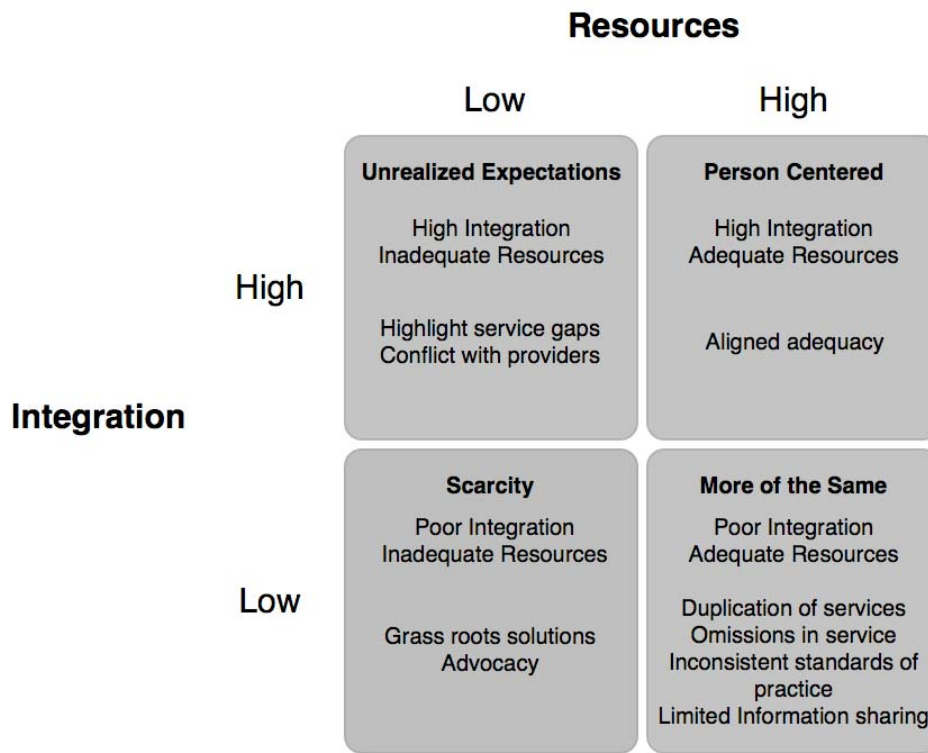 Resources
Low
High
Unrealized Expectations
High Integration
Inadequate Resources
Highlight service gaps
Conflict with providers
Person Centered
High Integration
Adequate Resources
Aligned adequacy
High
Integration
Low
Scarcity
Poor Integration
Inadequate Resources
Grass roots solutions
Advocacy
More of the Same
Poor Integration
Adequate Resources
Duplication of services
Omissions in service
Inconsistent standards of
practice
Limited Information sharing